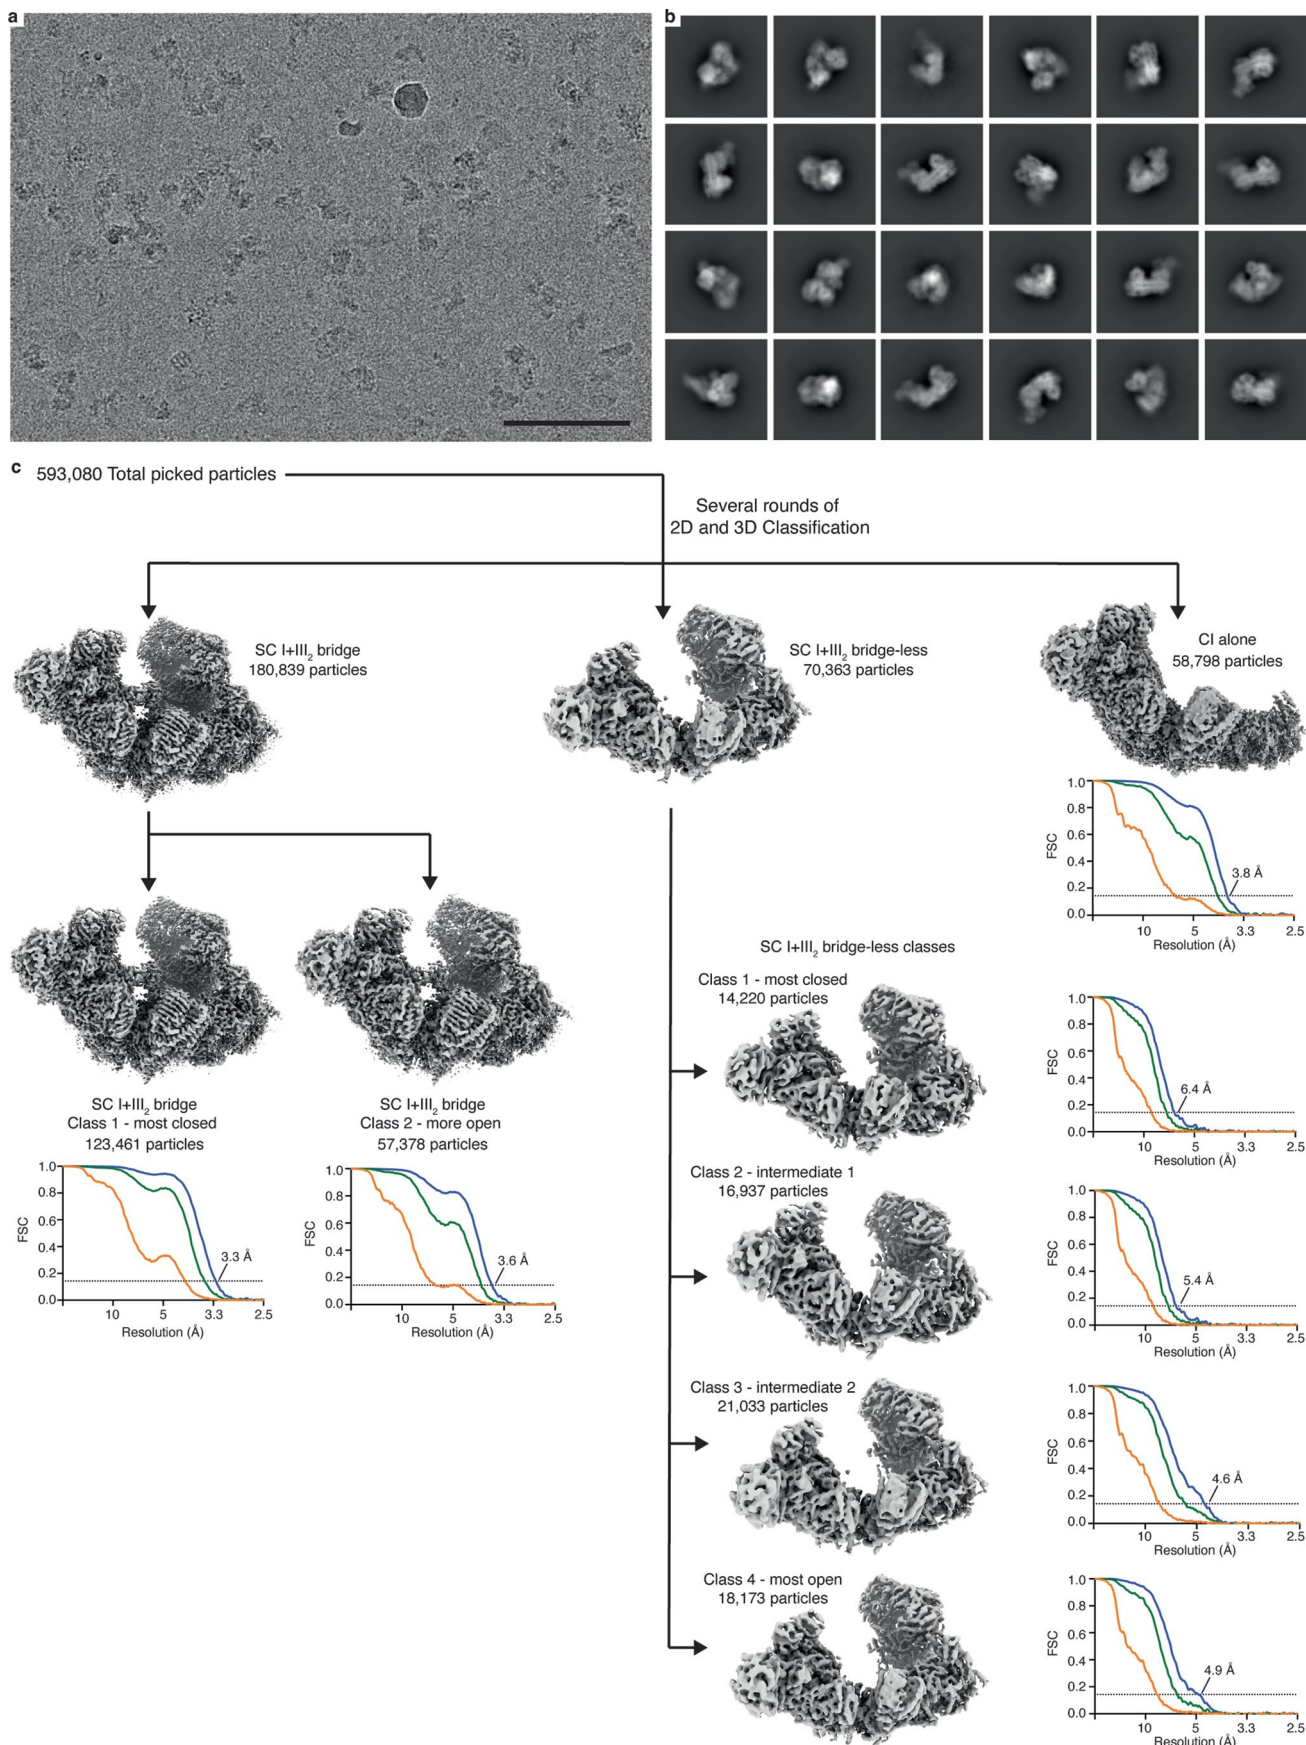 a
b
c
593,080 Total picked particles
Several rounds of
2D and 3D Classification
SC I+III₂ bridge
180,839 particles
SC I+III₂ bridge-less
70,363 particles
CI alone
58,798 particles
1.0
0.8
0.6
0.4
0.2
0.0
FSC
3.8 Å
10
5
3.3
2.5
Resolution (Å)
SC I+III₂ bridge
Class 1 - most closed
123,461 particles
1.0
0.8
0.6
0.4
0.2
0.0
FSC
3.3 Å
10
5
3.3
2.5
Resolution (Å)
SC I+III₂ bridge
Class 2 - more open
57,378 particles
1.0
0.8
0.6
0.4
0.2
0.0
FSC
3.6 Å
10
5
3.3
2.5
Resolution (Å)
SC I+III₂ bridge-less classes
Class 1 - most closed
14,220 particles
1.0
0.8
0.6
0.4
0.2
0.0
FSC
6.4 Å
10
5
3.3
2.5
Resolution (Å)
Class 2 - intermediate 1
16,937 particles
1.0
0.8
0.6
0.4
0.2
0.0
FSC
5.4 Å
10
5
3.3
2.5
Resolution (Å)
Class 3 - intermediate 2
21,033 particles
1.0
0.8
0.6
0.4
0.2
0.0
FSC
4.6 Å
10
5
3.3
2.5
Resolution (Å)
Class 4 - most open
18,173 particles
1.0
0.8
0.6
0.4
0.2
0.0
FSC
4.9 Å
10
5
3.3
2.5
Resolution (Å)